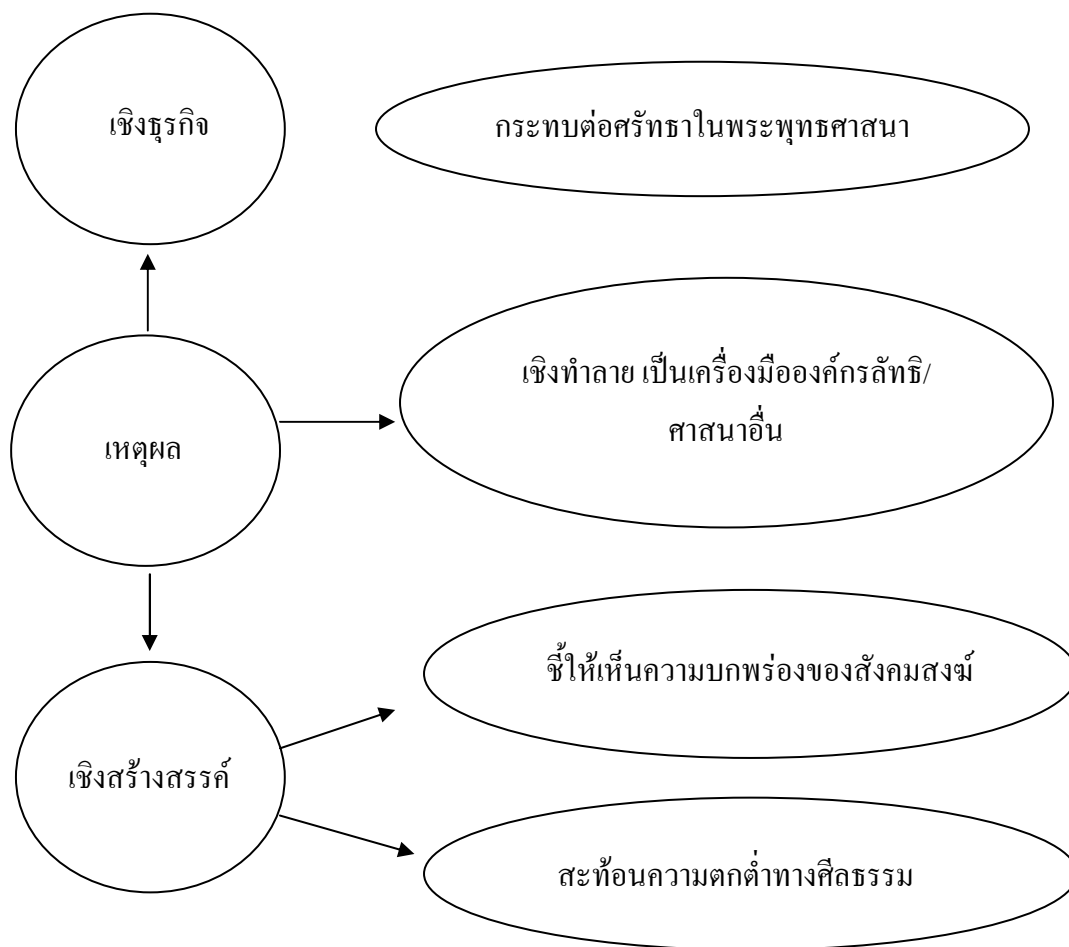 เชิงธุรกิจ
กระทบต่อศรัทธาในพระพุทธศาสนา
เหตุผล
เชิงทำลาย เป็นเครื่องมือองค์กรลัทธิ/
ศาสนาอื่น
ชี้ให้เห็นความบกพร่องของสังคมสงฆ์
เชิงสร้างสรรค์
สะท้อนความตกต่ำทางศีลธรรม